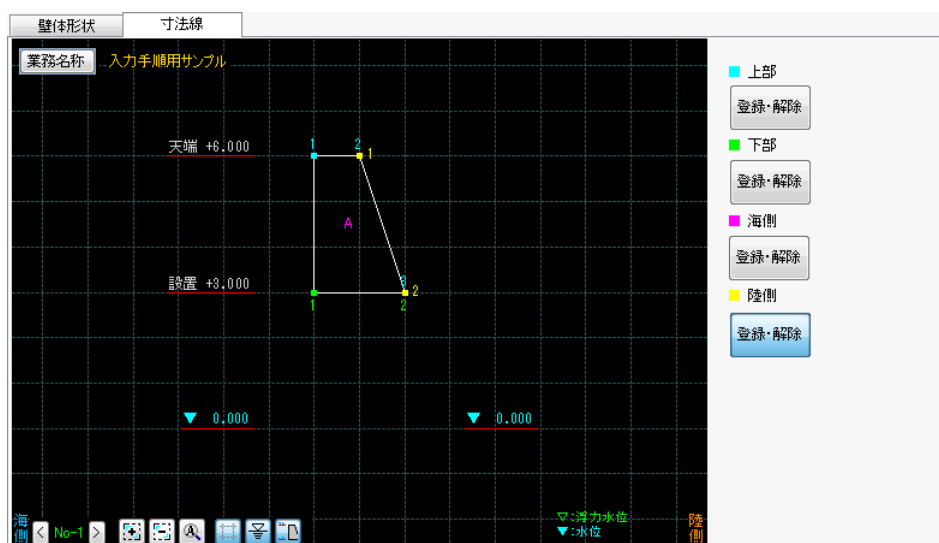 壁体形状 寸法線
業務名称 入力手順用サンプル
上部
登録・解除
天端 +6.000
1 2 1
下部
登録・解除
A
海側
登録・解除
設置 +3.000
3 2
1 2
陸側
登録・解除
0.000 0.000
▽:浮力水位
▼:水位
海側
No-1
陸側